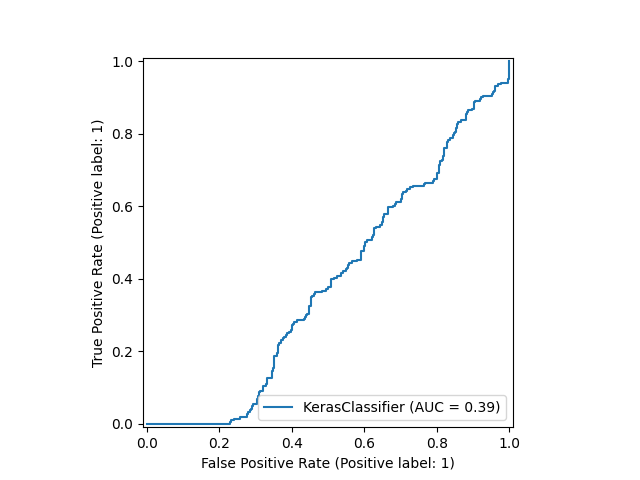 1.0
0.8
0.6
0.4
0.2
0.0
True Positive Rate (Positive label: 1)
KerasClassifier (AUC = 0.39)
0.0 0.2 0.4 0.6 0.8 1.0
False Positive Rate (Positive label: 1)